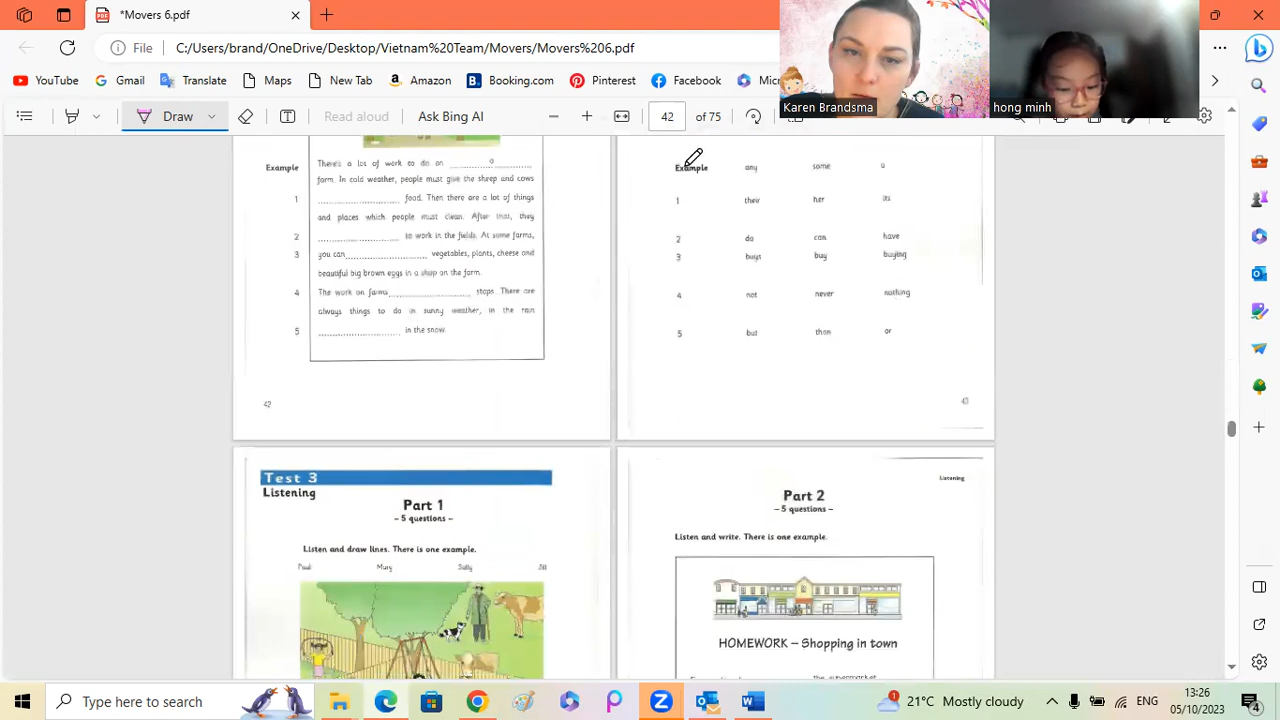 *Movers 6.pdf
File
C:/Users/
Drive/Desktop/Vietnam%20Team/Movers/Movers%206.pdf
YouTube
Gmail
Translate
Maps
New Tab
Amazon
Booking.com
Pinterest
Facebook
Karen Brandsma
hong minh
Draw
Read aloud
Ask Bing AI
42
of 75
There's a lot of work to do on a
Example
farm. In cold weather, people must give the sheep and cows
1
food. Then there are a lot of things
and places which people must clean. After that, they
2
to work in the fields. At some farms,
3
you can vegetables, plants, cheese and
beautiful big brown eggs in a shop on the farm.
4
The work on farms stops. There are
always things to do in sunny weather, in the rain
5
in the snow.
42
Example any some a
1 their her its
2 do can have
3 buys buy buying
4 not never nothing
5 but than or
43
Test 3
Listening
Part 1
– 5 questions –
Listen and draw lines. There is one example.
Paul Mary Sally Jill
Listening
Part 2
– 5 questions –
Listen and write. There is one example.
HOMEWORK – Shopping in town
the supermarket
Type here to search
1
21°C Mostly cloudy
ENG
13:26
05/10/2023
4